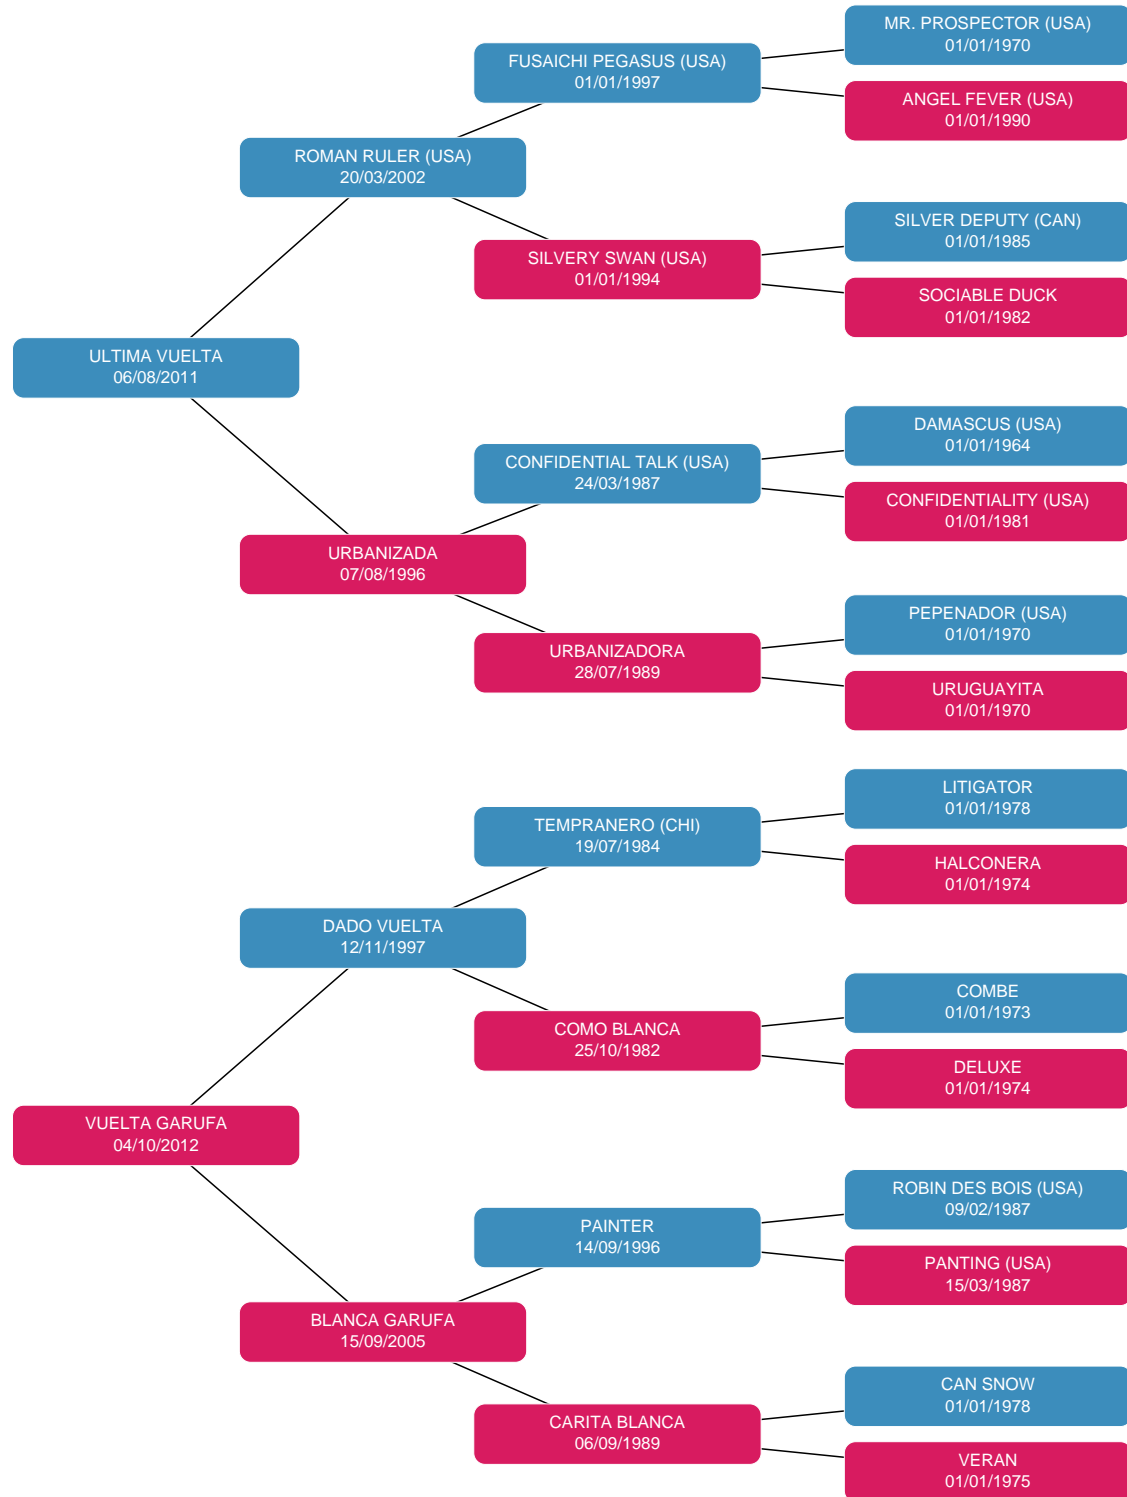 MR. PROSPECTOR (USA)
01/01/1970
FUSAICHI PEGASUS (USA)
01/01/1997
ANGEL FEVER (USA)
01/01/1990
ROMAN RULER (USA)
20/03/2002
SILVER DEPUTY (CAN)
01/01/1985
SILVERY SWAN (USA)
01/01/1994
SOCIABLE DUCK
01/01/1982
ULTIMA VUELTA
06/08/2011
DAMASCUS (USA)
01/01/1964
CONFIDENTIAL TALK (USA)
24/03/1987
CONFIDENTIALITY (USA)
01/01/1981
URBANIZADA
07/08/1996
PEPENADOR (USA)
01/01/1970
URBANIZADORA
28/07/1989
URUGUAYITA
01/01/1970
LITIGATOR
01/01/1978
TEMPRANERO (CHI)
19/07/1984
HALCONERA
01/01/1974
DADO VUELTA
12/11/1997
COMBE
01/01/1973
COMO BLANCA
25/10/1982
DELUXE
01/01/1974
VUELTA GARUFA
04/10/2012
ROBIN DES BOIS (USA)
09/02/1987
PAINTER
14/09/1996
PANTING (USA)
15/03/1987
BLANCA GARUFA
15/09/2005
CAN SNOW
01/01/1978
CARITA BLANCA
06/09/1989
VERAN
01/01/1975